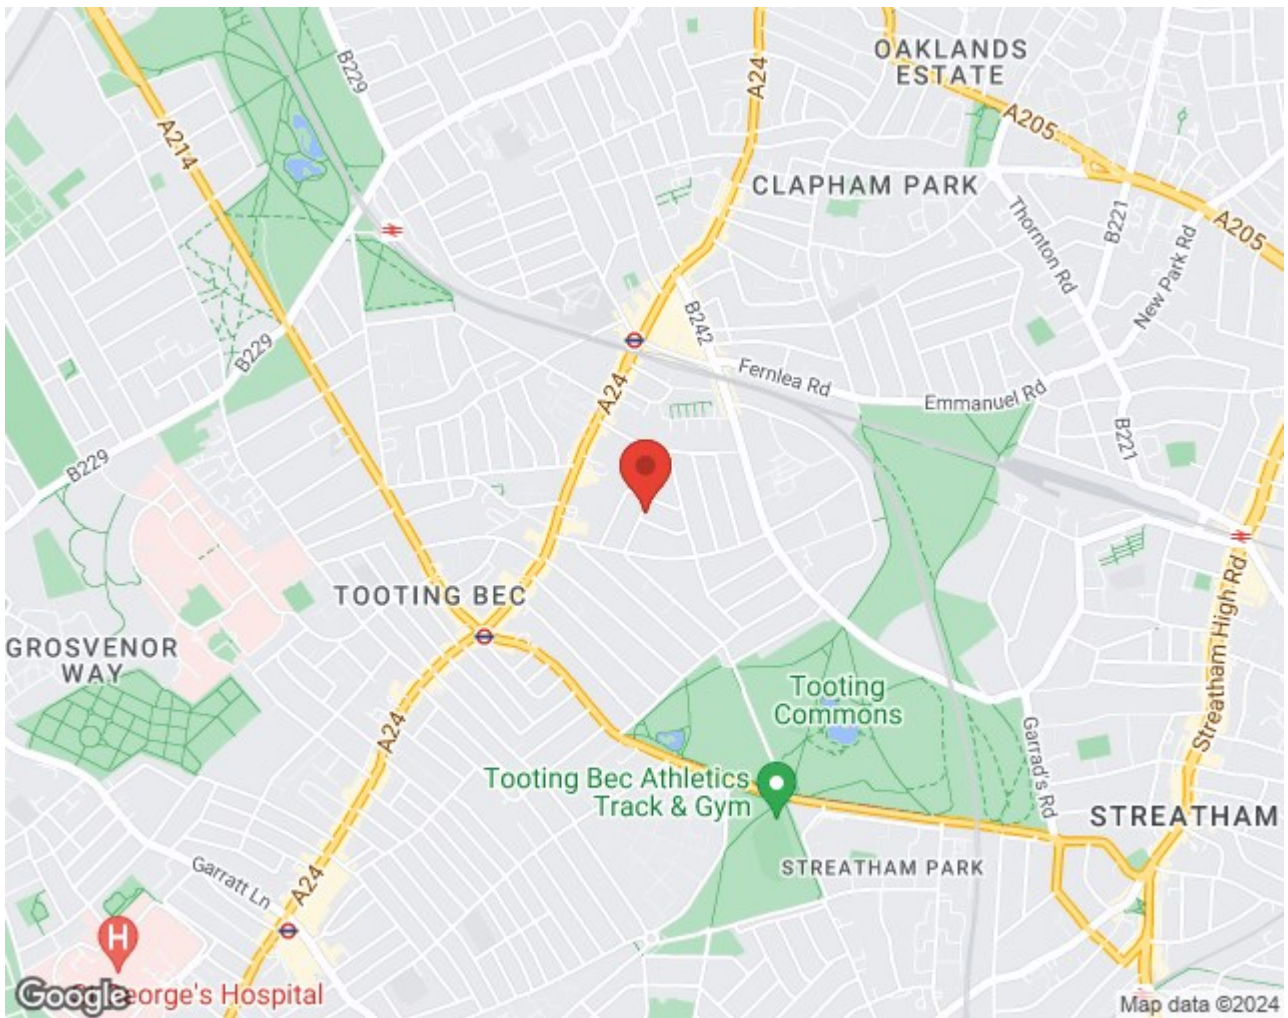 B229
OAKLANDS
ESTATE
A24
A205
A214
CLAPHAM PARK
Thornton Rd
B221
New Park Rd
A205
B242
B229
Fernlea Rd
Emmanuel Rd
A24
B221
B229
TOOTING BEC
Streatham High Rd
GROSVENOR
WAY
Tooting
Commons
A24
Garrad's Rd
Tooting Bec Athletics
Track & Gym
STREATHAM
STREATHAM PARK
Garratt Ln
A24
H
Google
George's Hospital
Map data ©2024